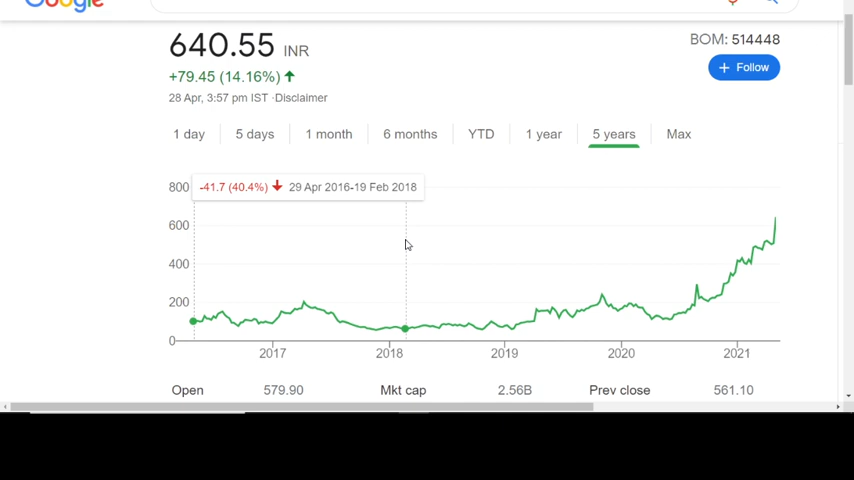 Google
640.55 INR
BOM: 514448
+79.45 (14.16%)
+ Follow
28 Apr, 3:57 pm IST ·Disclaimer
1 day
5 days
1 month
6 months
YTD
1 year
5 years
Max
-41.7 (40.4%) 29 Apr 2016-19 Feb 2018
800
600
400
200
0
2017
2018
2019
2020
2021
Open 579.90
Mkt cap 2.56B
Prev close 561.10